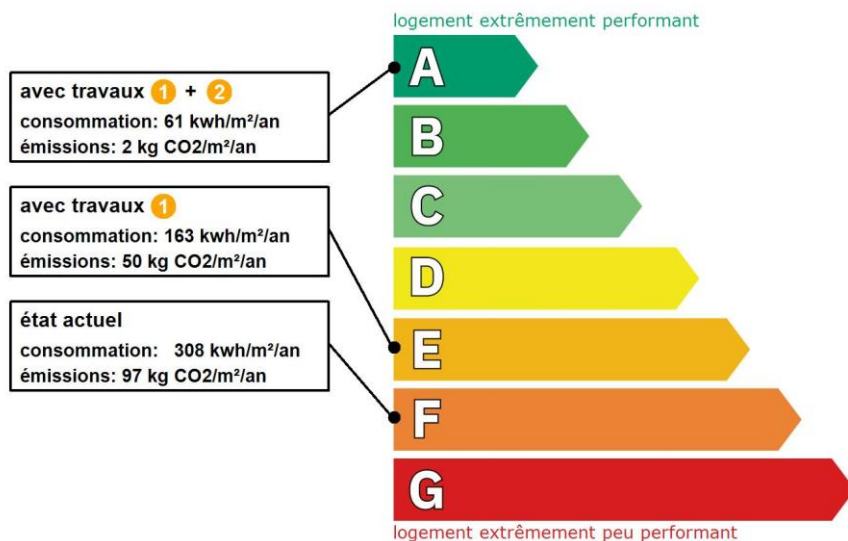 logement extrêmement performant
A
avec travaux 1 + 2
consommation: 61 kwh/m²/an
émissions: 2 kg CO2/m²/an
B
C
avec travaux 1
consommation: 163 kwh/m²/an
émissions: 50 kg CO2/m²/an
D
E
état actuel
consommation: 308 kwh/m²/an
émissions: 97 kg CO2/m²/an
F
G
logement extrêmement peu performant